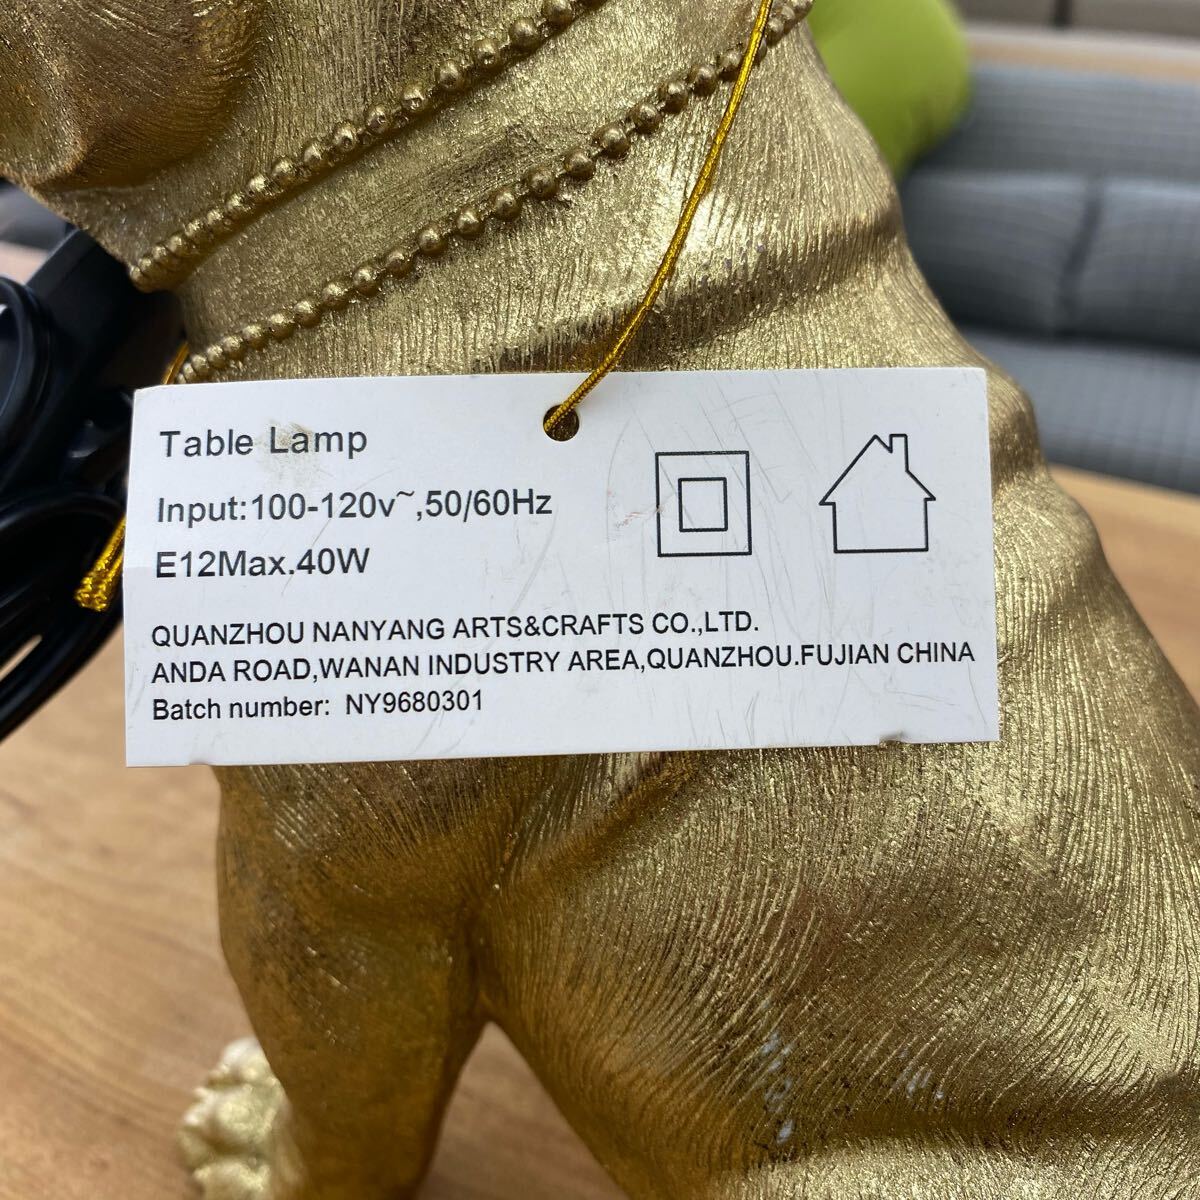 Table Lamp
Input:100-120v~,50/60Hz
E12Max.40W
QUANZHOU NANYANG ARTS&CRAFTS CO.,LTD.
ANDA ROAD,WANAN INDUSTRY AREA,QUANZHOU.FUJIAN CHINA
Batch number: NY9680301